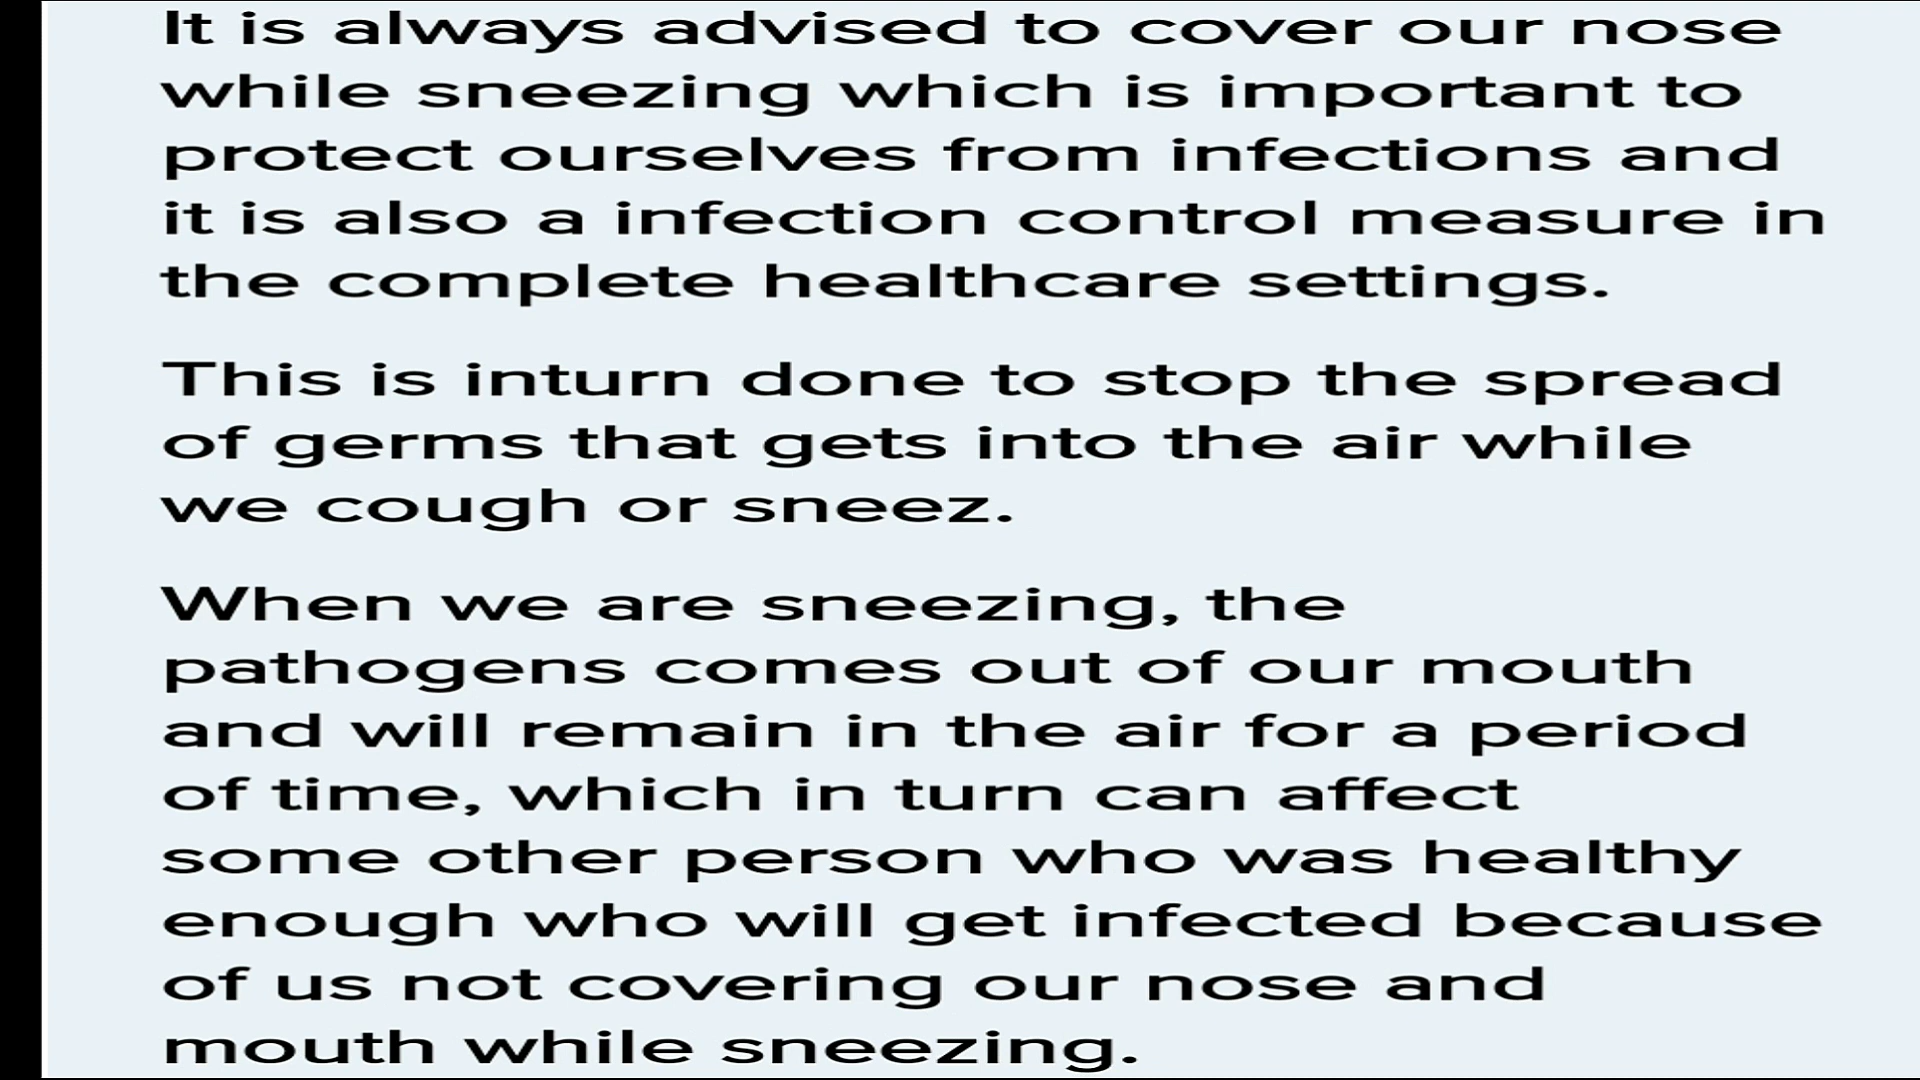 It is always advised to cover our nose
while sneezing which is important to
protect ourselves from infections and
it is also a infection control measure in
the complete healthcare settings.
This is inturn done to stop the spread
of germs that gets into the air while
we cough or sneez.
When we are sneezing, the
pathogens comes out of our mouth
and will remain in the air for a period
of time, which in turn can affect
some other person who was healthy
enough who will get infected because
of us not covering our nose and
mouth while sneezing.